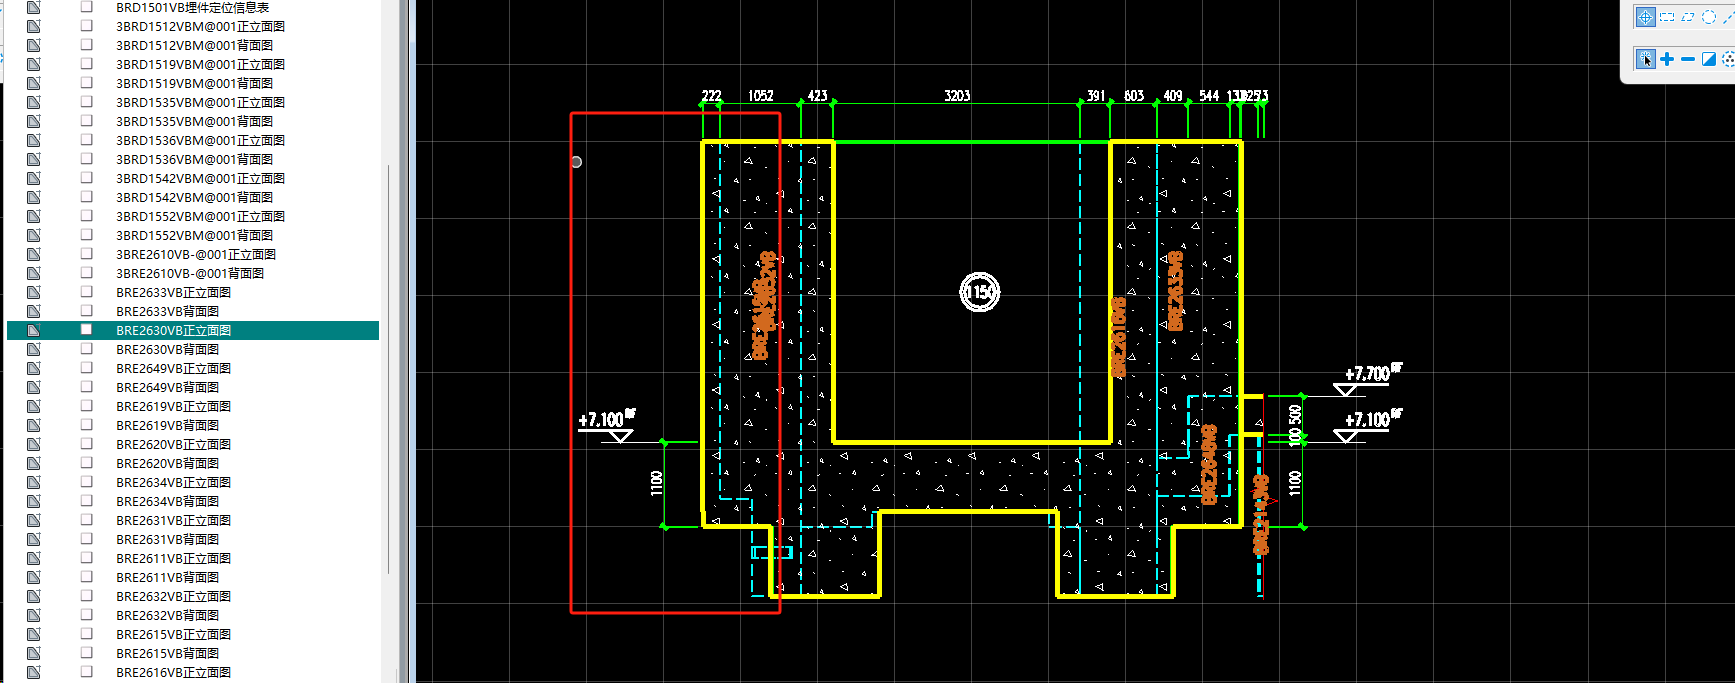 BRD1501VB埋件定位信息表
3BRD1512VBM@001正立面图
3BRD1512VBM@001背面图
3BRD1519VBM@001正立面图
3BRD1519VBM@001背面图
3BRD1535VBM@001正立面图
3BRD1535VBM@001背面图
3BRD1536VBM@001正立面图
3BRD1536VBM@001背面图
3BRD1542VBM@001正立面图
3BRD1542VBM@001背面图
3BRD1552VBM@001正立面图
3BRD1552VBM@001背面图
3BRE2610VB-@001正立面图
3BRE2610VB-@001背面图
BRE2633VB正立面图
BRE2633VB背面图
BRE2630VB正立面图
BRE2630VB背面图
BRE2649VB正立面图
BRE2649VB背面图
BRE2619VB正立面图
BRE2619VB背面图
BRE2620VB正立面图
BRE2620VB背面图
BRE2634VB正立面图
BRE2634VB背面图
BRE2631VB正立面图
BRE2631VB背面图
BRE2611VB正立面图
BRE2611VB背面图
BRE2632VB正立面图
BRE2632VB背面图
BRE2615VB正立面图
BRE2615VB背面图
BRE2616VB正立面图
222 1052 423 3203 391 603 409 544
1150
BRE2633VB
+7.700
+7.100
+7.100
500
100
1100
1100